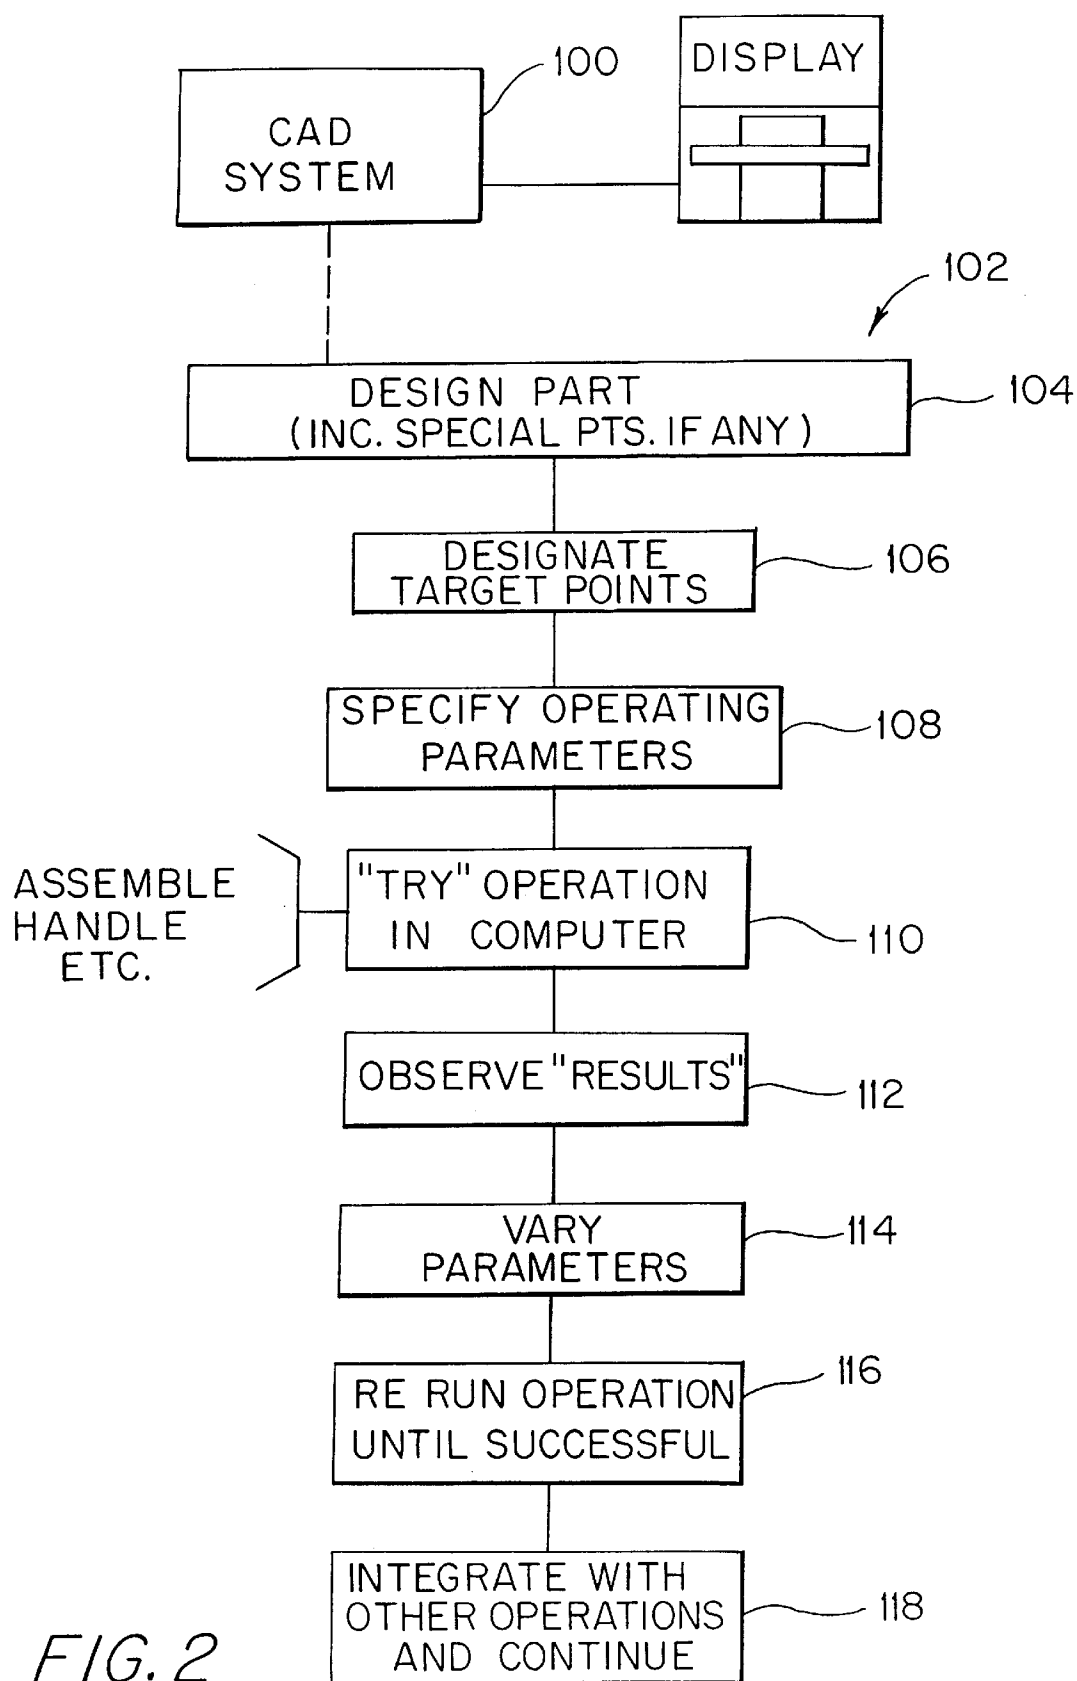 100
DISPLAY
CAD
SYSTEM
102
DESIGN PART
(INC. SPECIAL PTS. IF ANY)
104
DESIGNATE
TARGET POINTS
106
SPECIFY OPERATING
PARAMETERS
108
ASSEMBLE
HANDLE
ETC.
"TRY" OPERATION
IN COMPUTER
110
OBSERVE "RESULTS"
112
VARY
PARAMETERS
114
RE RUN OPERATION
UNTIL SUCCESSFUL
116
INTEGRATE WITH
OTHER OPERATIONS
AND CONTINUE
118
FIG. 2